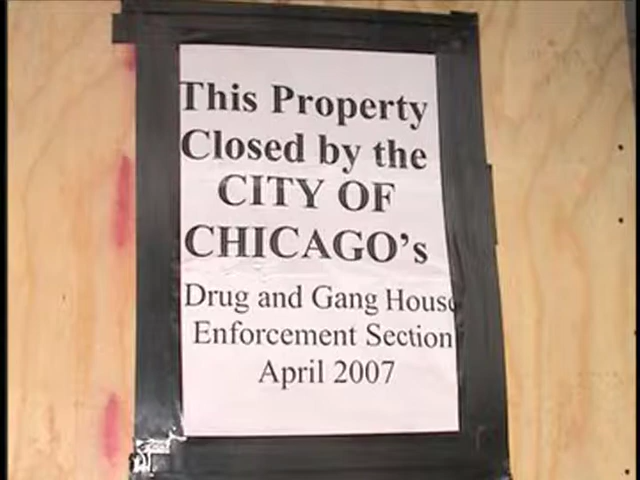 This Property
Closed by the
CITY OF
CHICAGO's
Drug and Gang House
Enforcement Section
April 2007